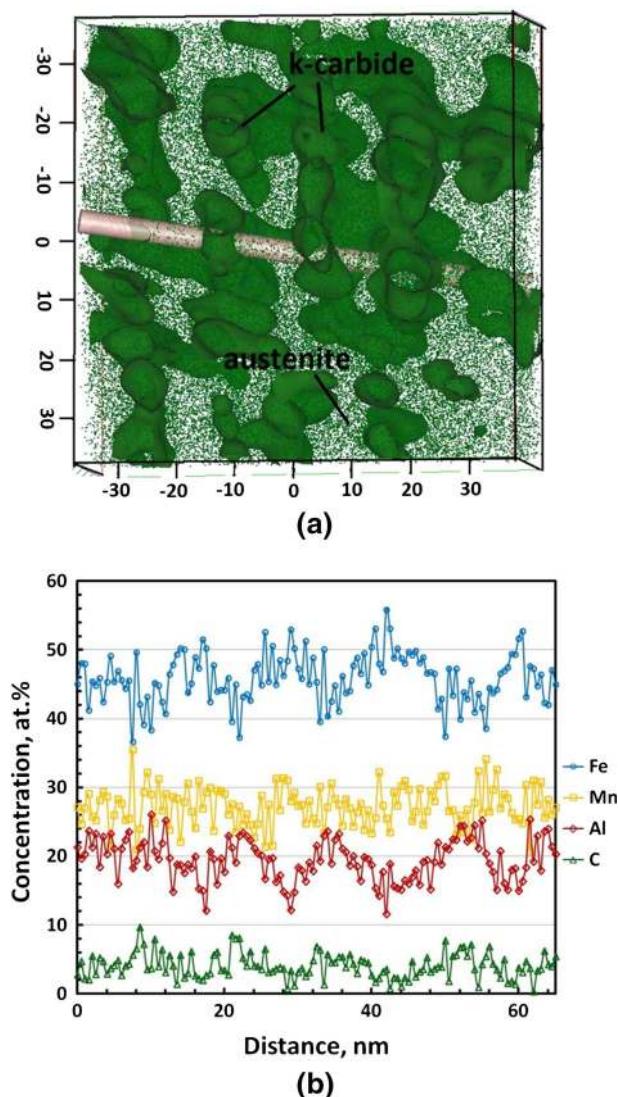 -30
-20
-10
0
10
20
30
k-carbide
austenite
-30 -20 -10 0 10 20 30
(a)
60
50
40
30
20
10
0
Concentration, at.%
0 20 40 60
Distance, nm
Fe
Mn
Al
C
(b)